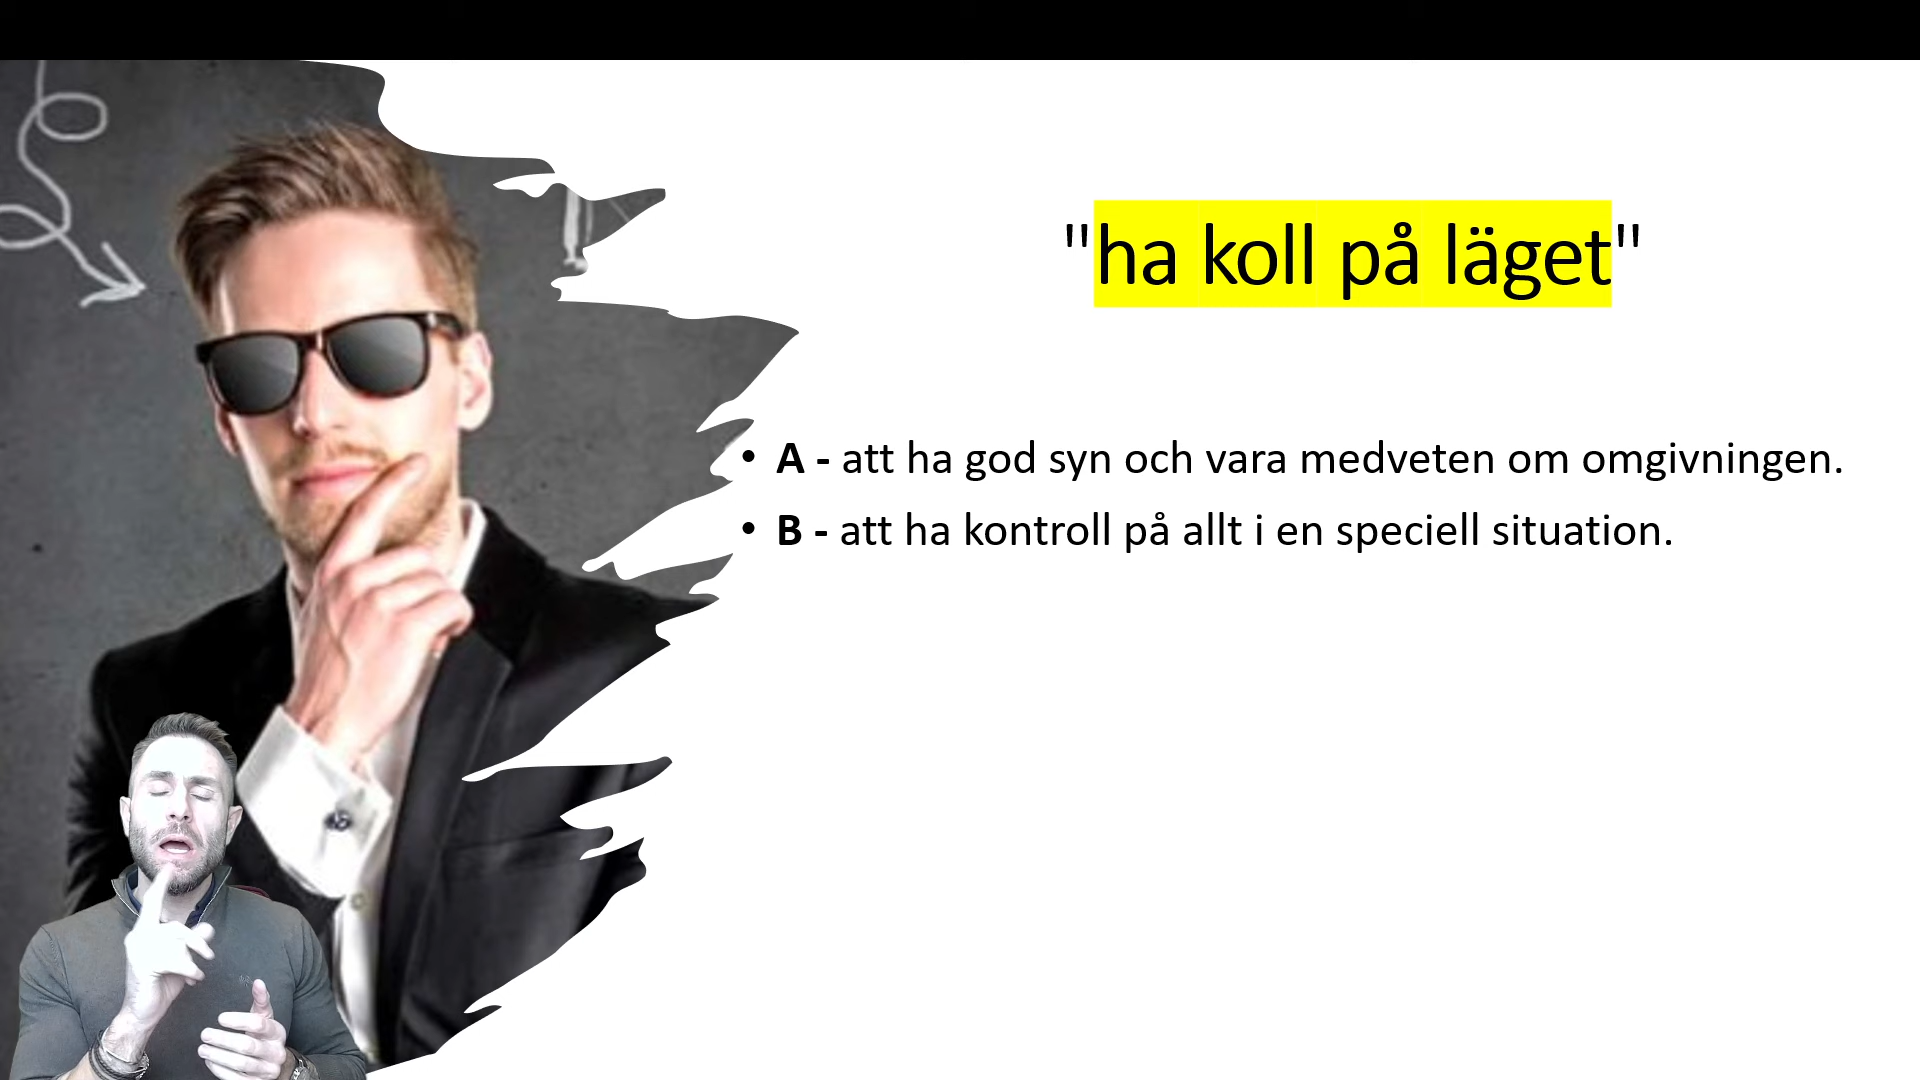 "ha koll på läget"
• A - att ha god syn och vara medveten om omgivningen.
• B - att ha kontroll på allt i en speciell situation.